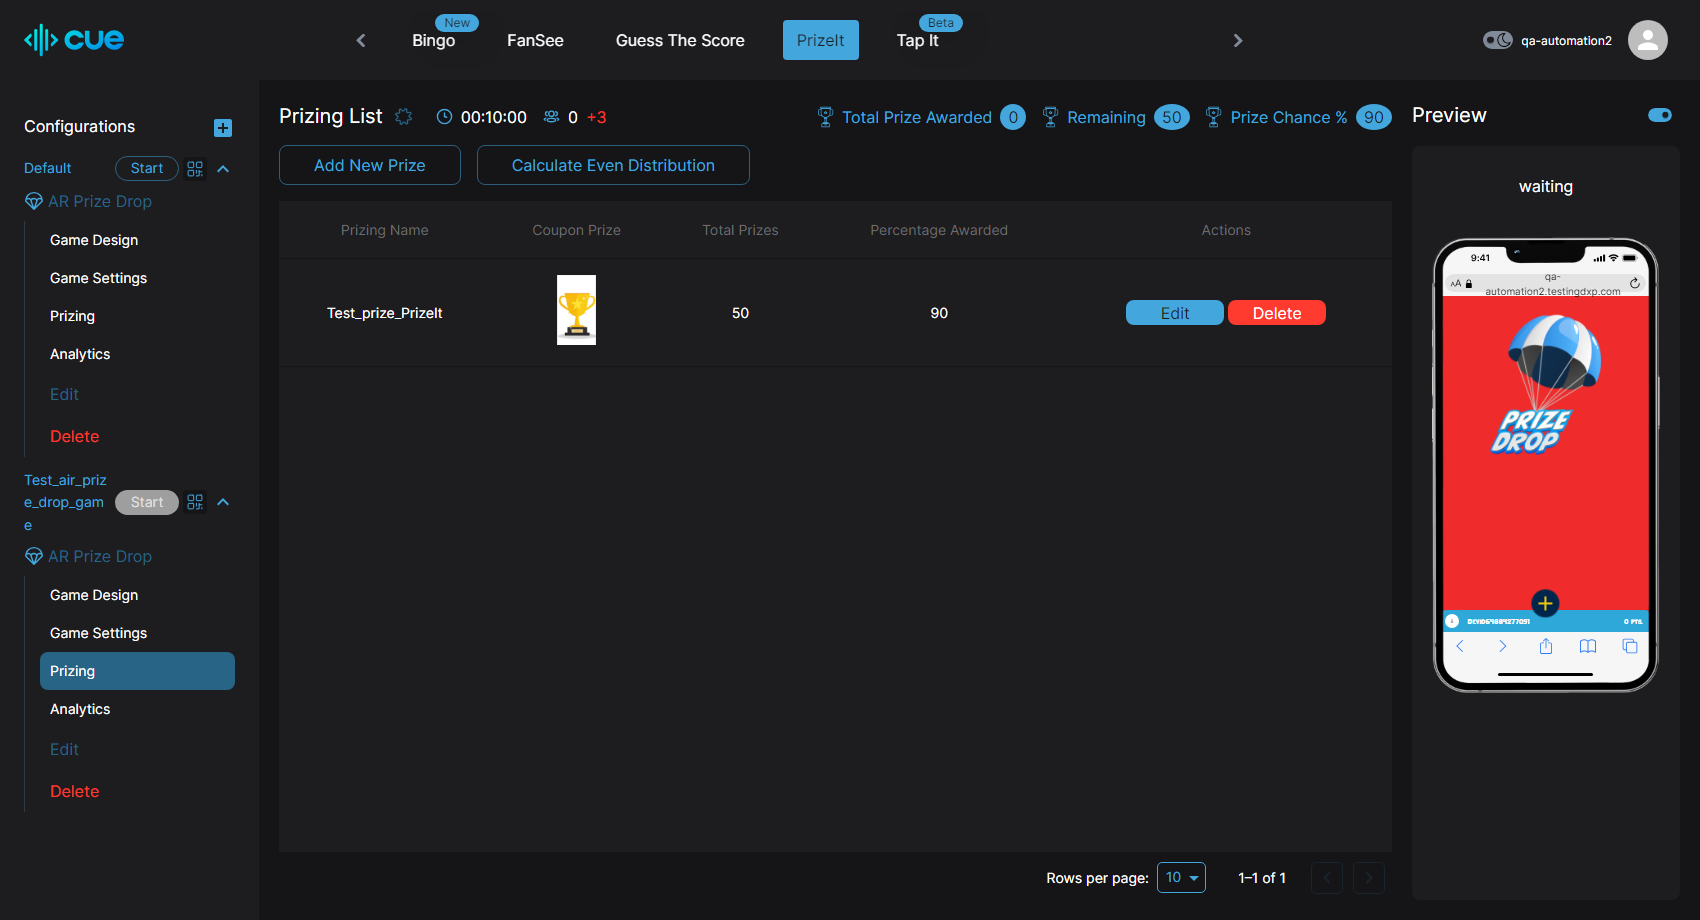 cue
New
Bingo
FanSee
Guess The Score
PrizeIt
Beta
Tap It
qa-automation2
Configurations
Default
Start
AR Prize Drop
Game Design
Game Settings
Prizing
Analytics
Edit
Delete
Test_air_priz
e_drop_gam
e
Start
AR Prize Drop
Game Design
Game Settings
Prizing
Analytics
Edit
Delete
Prizing List
00:10:00
0 +3
Total Prize Awarded 0
Remaining 50
Prize Chance % 90
Add New Prize
Calculate Even Distribution
Prizing Name Coupon Prize Total Prizes Percentage Awarded Actions
Test_prize_PrizeIt 50 90 Edit Delete
Rows per page: 10 1–1 of 1
Preview
waiting
9:41
AA
qa-
automation2.testingdxp.com
PRIZE
DROP
0 PTS.